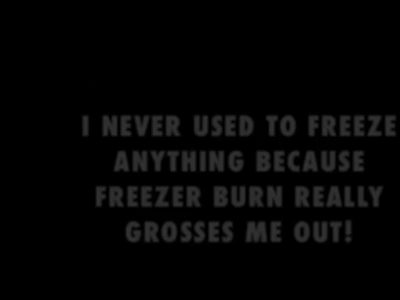 I NEVER USED TO FREEZE
ANYTHING BECAUSE
FREEZER BURN REALLY
GROSSES ME OUT!